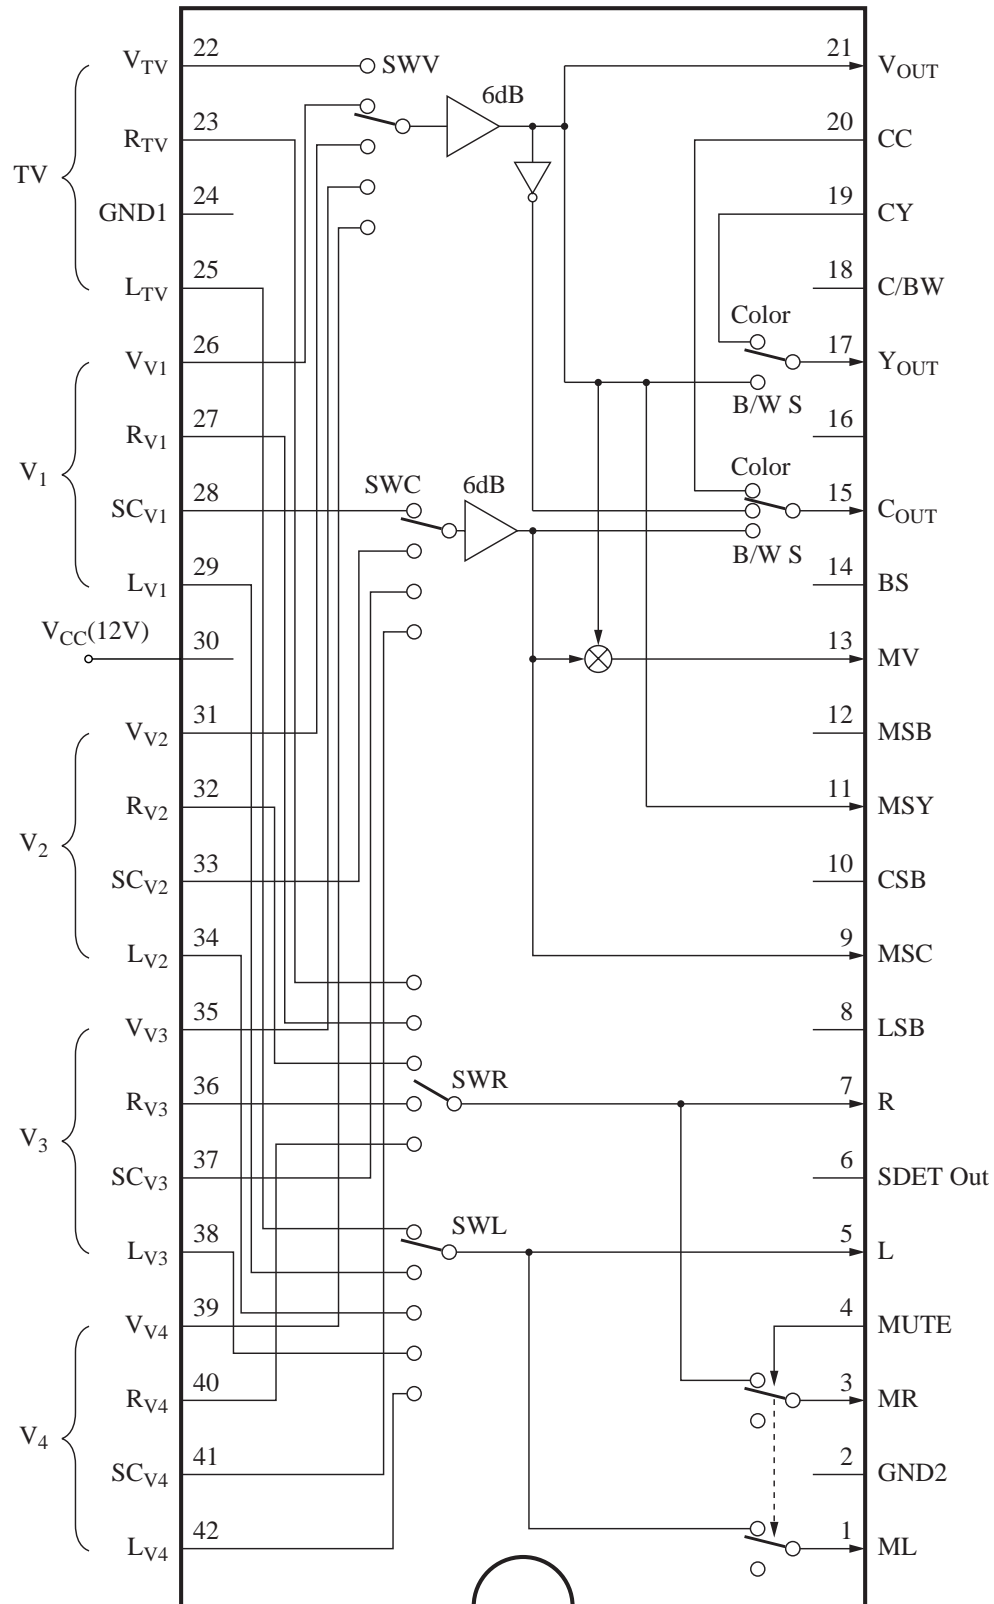 22
V_TV
SWV
21
V_OUT
6dB
23
R_TV
20
CC
TV
24
GND1
19
CY
25
L_TV
18
C/BW
Color
26
V_V1
17
Y_OUT
B/W S
27
R_V1
16
V_1
Color
28
SC_V1
SWC
6dB
15
C_OUT
B/W S
29
L_V1
14
BS
V_CC(12V)
30
13
MV
31
V_V2
12
MSB
32
R_V2
11
MSY
V_2
33
SC_V2
10
CSB
34
L_V2
9
MSC
35
V_V3
8
LSB
36
R_V3
SWR
7
R
V_3
37
SC_V3
6
SDET Out
38
L_V3
SWL
5
L
39
V_V4
4
MUTE
40
R_V4
3
MR
V_4
41
SC_V4
2
GND2
42
L_V4
1
ML